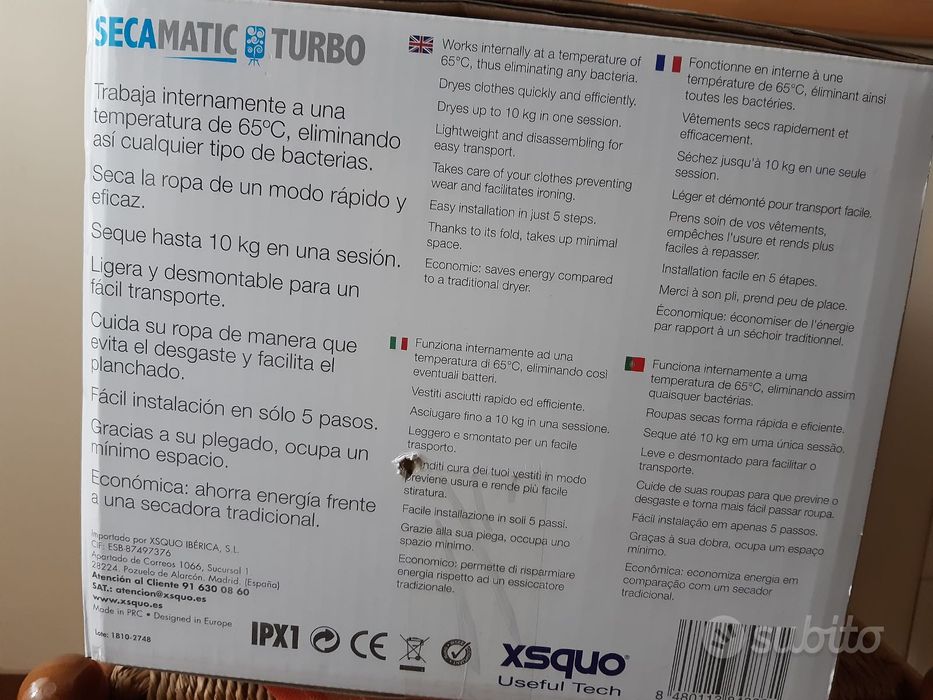 SECAMATIC TURBO
Trabaja internamente a una
temperatura de 65ºC, eliminando
así cualquier tipo de bacterias.
Seca la ropa de un modo rápido y
eficaz.
Seque hasta 10 kg en una sesión.
Ligera y desmontable para un
fácil transporte.
Cuida su ropa de manera que
evita el desgaste y facilita el
planchado.
Fácil instalación en sólo 5 pasos.
Gracias a su plegado, ocupa un
mínimo espacio.
Económica: ahorra energía frente
a una secadora tradicional.
Importado por XSQUO IBÉRICA, S.L.
CIF: ESB-87497376
Apartado de Correos 1066, Sucursal 1
28224. Pozuelo de Alarcón. Madrid. (España)
Atención al Cliente 91 630 08 60
SAT.: atencion@xsquo.es
www.xsquo.es
Made in PRC • Designed in Europe
Lote: 1810-2748
Works internally at a temperature of
65°C, thus eliminating any bacteria.
Dryes clothes quickly and efficiently.
Dryes up to 10 kg in one session.
Lightweight and disassembling for
easy transport.
Takes care of your clothes preventing
wear and facilitates ironing.
Easy installation in just 5 steps.
Thanks to its fold, takes up minimal
space.
Economic: saves energy compared
to a traditional dryer.
Fonctionne en interne à une
température de 65°C, éliminant ainsi
toutes les bactéries.
Vêtements secs rapidement et
efficacement.
Séchez jusqu'à 10 kg en une seule
session.
Léger et démonté pour transport facile.
Prens soin de vos vêtements,
empêches l'usure et rends plus
faciles à repasser.
Installation facile en 5 étapes.
Merci à son pli, prend peu de place.
Économique: économiser de l'énergie
par rapport à un séchoir traditionnel.
Funziona internamente ad una
temperatura di 65°C, eliminando così
eventuali batteri.
Vestiti asciutti rapido ed efficiente.
Asciugare fino a 10 kg in una sessione.
Leggero e smontato per un facile
trasporto.
cura dei tuoi vestiti in modo
previene usura e rende più facile
stiratura.
Facile installazione in soli 5 passi.
Grazie alla sua piega, occupa uno
spazio minimo.
Economico: permette di risparmiare
energia rispetto ad un essiccatore
tradizionale.
Funciona internamente a uma
temperatura de 65°C, eliminando assim
quaisquer bactérias.
Roupas secas forma rápida e eficiente.
Seque até 10 kg em uma única sessão.
Leve e desmontado para facilitar o
transporte.
Cuide de suas roupas para que previne o
desgaste e torna mais fácil passar roupa.
Fácil instalação em apenas 5 passos.
Graças à sua dobra, ocupa um espaço
mínimo.
Econômica: economiza energia em
comparação com um secador
tradicional.
IPX1 CE
xsquo®
Useful Tech
subito